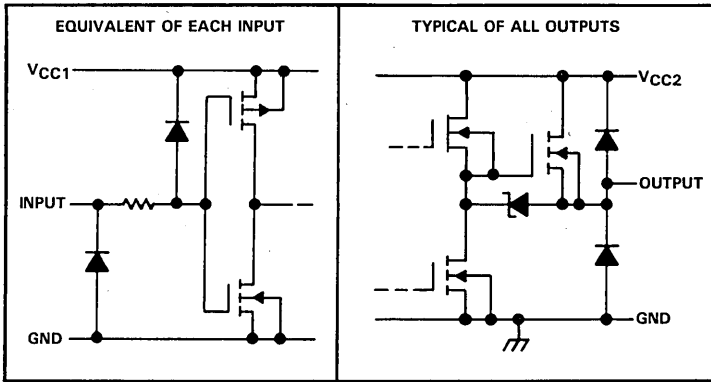 EQUIVALENT OF EACH INPUT
VCC1
INPUT
GND
TYPICAL OF ALL OUTPUTS
VCC2
OUTPUT
GND